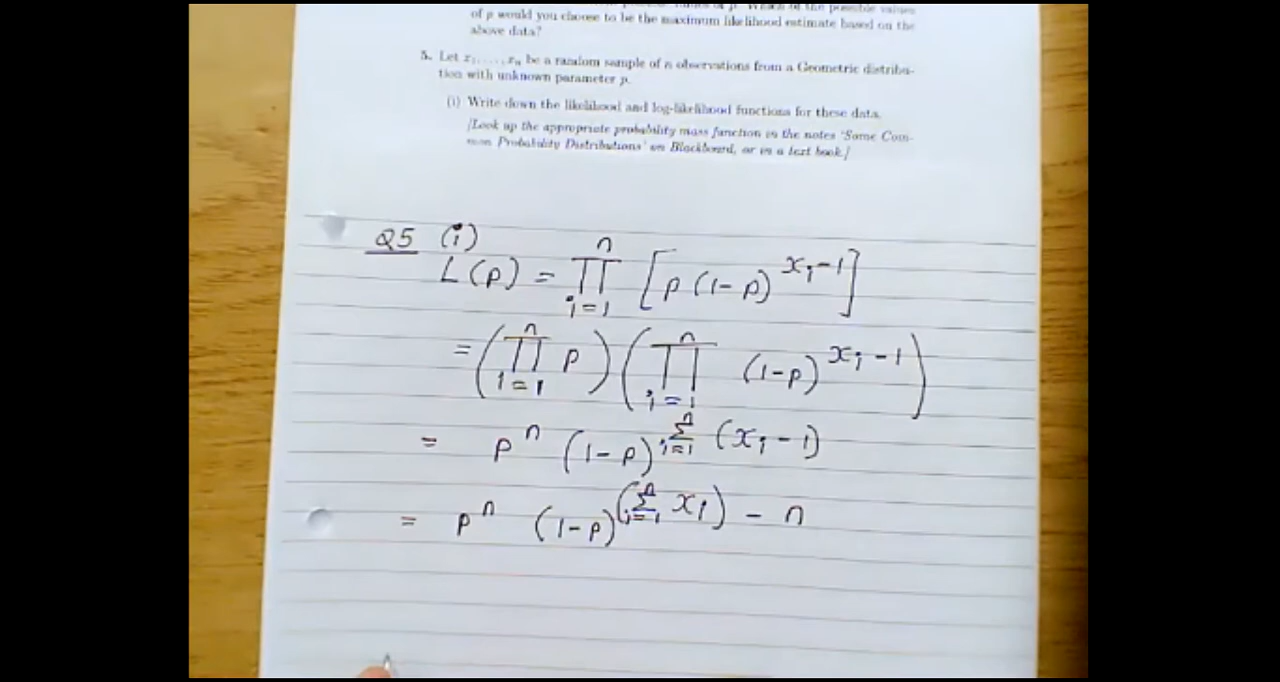 of p would you choose to be the maximum likelihood estimate based on the
above data?
5. Let x₁, . . . , xₙ be a random sample of n observations from a Geometric distribu-
tion with unknown parameter p.
(i) Write down the likelihood and log-likelihood functions for these data.
[Look up the appropriate probability mass function in the notes 'Some Com-
mon Probability Distributions' on Blackboard, or in a text book.]
Q5 (i)
L(p) = ∏_{i=1}^{n} [p(1-p)^{x_i-1}]
= (∏_{i=1}^{n} p) (∏_{i=1}^{n} (1-p)^{x_i-1})
= p^n (1-p)^{∑_{i=1}^{n} (x_i-1)}
= p^n (1-p)^{(∑_{i=1}^{n} x_i) - n}